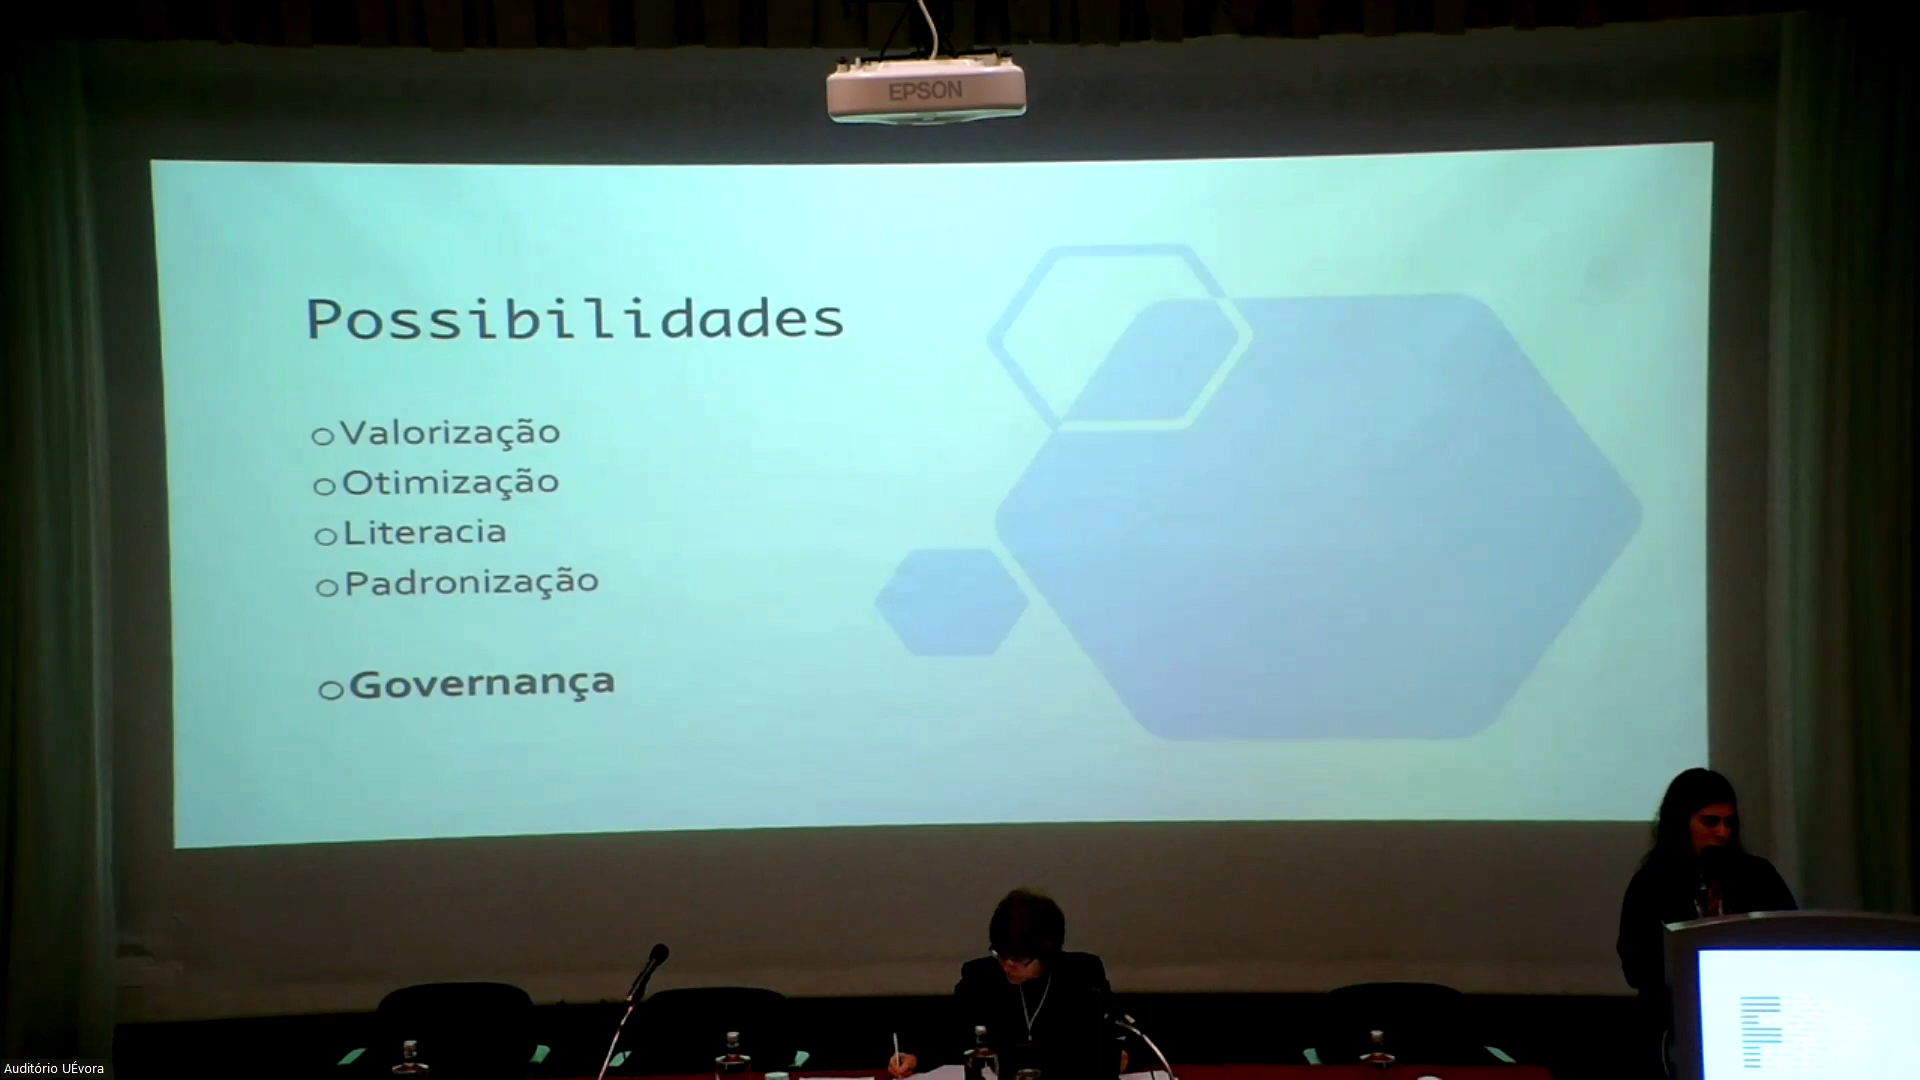 EPSON
Possibilidades
Valorização
Otimização
Literacia
Padronização
Governança
Auditório UÉvora